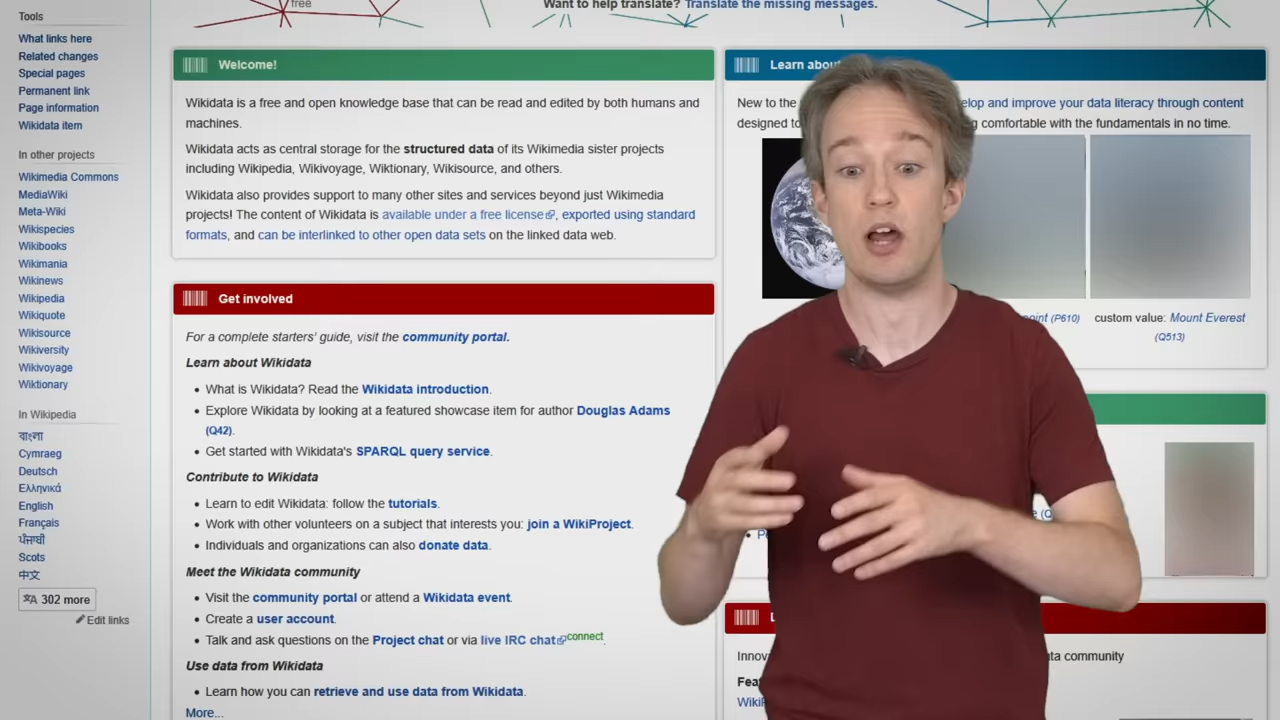 Tools
What links here
Related changes
Special pages
Permanent link
Page information
Wikidata item
In other projects
Wikimedia Commons
MediaWiki
Meta-Wiki
Wikispecies
Wikibooks
Wikimania
Wikinews
Wikipedia
Wikiquote
Wikisource
Wikiversity
Wikivoyage
Wiktionary
In Wikipedia
বাংলা
Cymraeg
Deutsch
Ελληνικά
English
Français
ਪੰਜਾਬੀ
Scots
中文
302 more
Edit links
free
Want to help translate? Translate the missing messages.
Welcome!
Wikidata is a free and open knowledge base that can be read and edited by both humans and
machines.
Wikidata acts as central storage for the structured data of its Wikimedia sister projects
including Wikipedia, Wikivoyage, Wiktionary, Wikisource, and others.
Wikidata also provides support to many other sites and services beyond just Wikimedia
projects! The content of Wikidata is available under a free license, exported using standard
formats, and can be interlinked to other open data sets on the linked data web.
Get involved
For a complete starters' guide, visit the community portal.
Learn about Wikidata
• What is Wikidata? Read the Wikidata introduction.
• Explore Wikidata by looking at a featured showcase item for author Douglas Adams
(Q42).
• Get started with Wikidata's SPARQL query service.
Contribute to Wikidata
• Learn to edit Wikidata: follow the tutorials.
• Work with other volunteers on a subject that interests you: join a WikiProject.
• Individuals and organizations can also donate data.
Meet the Wikidata community
• Visit the community portal or attend a Wikidata event.
• Create a user account.
• Talk and ask questions on the Project chat or via live IRC chat connect.
Use data from Wikidata
• Learn how you can retrieve and use data from Wikidata.
More...
Learn about
New to the elop and improve your data literacy through content
designed to g comfortable with the fundamentals in no time.
oint (P610)
custom value: Mount Everest
(Q513)
Innov ta community
Fea
WikiP